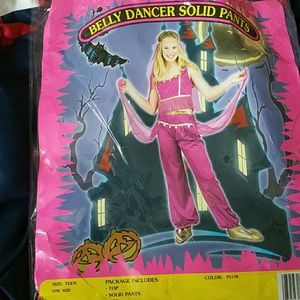 BELLY DANCER SOLID PANTS
SIZE: TEEN
ONE SIZE
PACKAGE INCLUDES:
• TOP
• SOLID PANTS
COLOR: PLUM